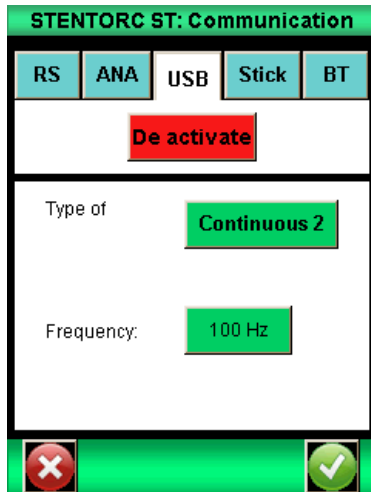 STENTORC ST: Communication
RS ANA USB Stick BT
De activate
Type of Continuous 2
Frequency: 100 Hz